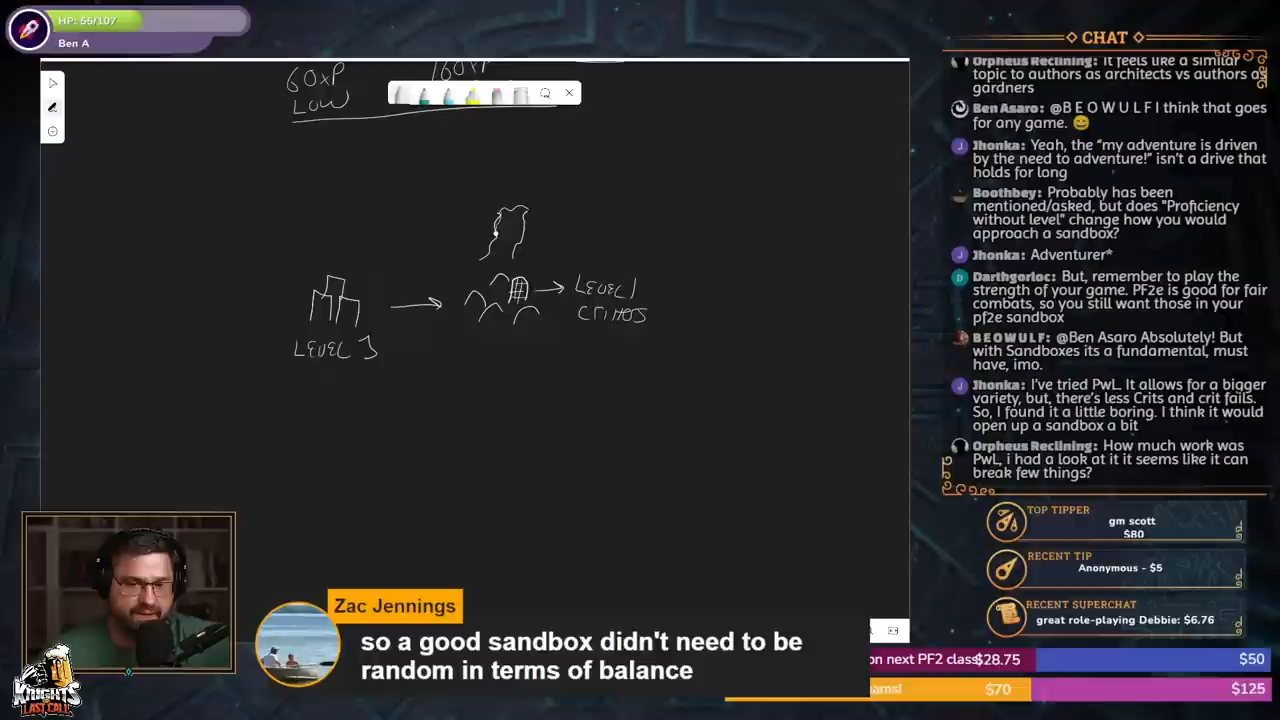 HP: 55/107
Ben A
60XP
160XP
LOW
LEVEL 3
LEVEL 1
CHAT
Orpheus Reclining: It feels like a similar
topic to authors as architects vs authors as
gardners
Ben Asaro: @B E O W U L F I think that goes
for any game. 😄
Jhonka: Yeah, the “my adventure is driven
by the need to adventure!” isn’t a drive that
holds for long
Boothbey: Probably has been
mentioned/asked, but does "Proficiency
without level" change how you would
approach a sandbox?
Jhonka: Adventurer*
Darthgorloc: But, remember to play the
strength of your game. PF2e is good for fair
combats, so you still want those in your
pf2e sandbox
B E O W U L F: @Ben Asaro Absolutely! But
with Sandboxes its a fundamental, must
have, imo.
Jhonka: I’ve tried PwL. It allows for a bigger
variety, but, there’s less Crits and crit fails.
So, I found it a little boring. I think it would
open up a sandbox a bit
Orpheus Reclining: How much work was
PwL, i had a look at it it seems like it can
break few things?
TOP TIPPER
gm scott
$80
RECENT TIP
Anonymous - $5
RECENT SUPERCHAT
great role-playing Debbie: $6.76
on next PF2 class
$28.75
$50
ams!
$70
$125
Zac Jennings
so a good sandbox didn't need to be
random in terms of balance
KNIGHTS
LAST CALL